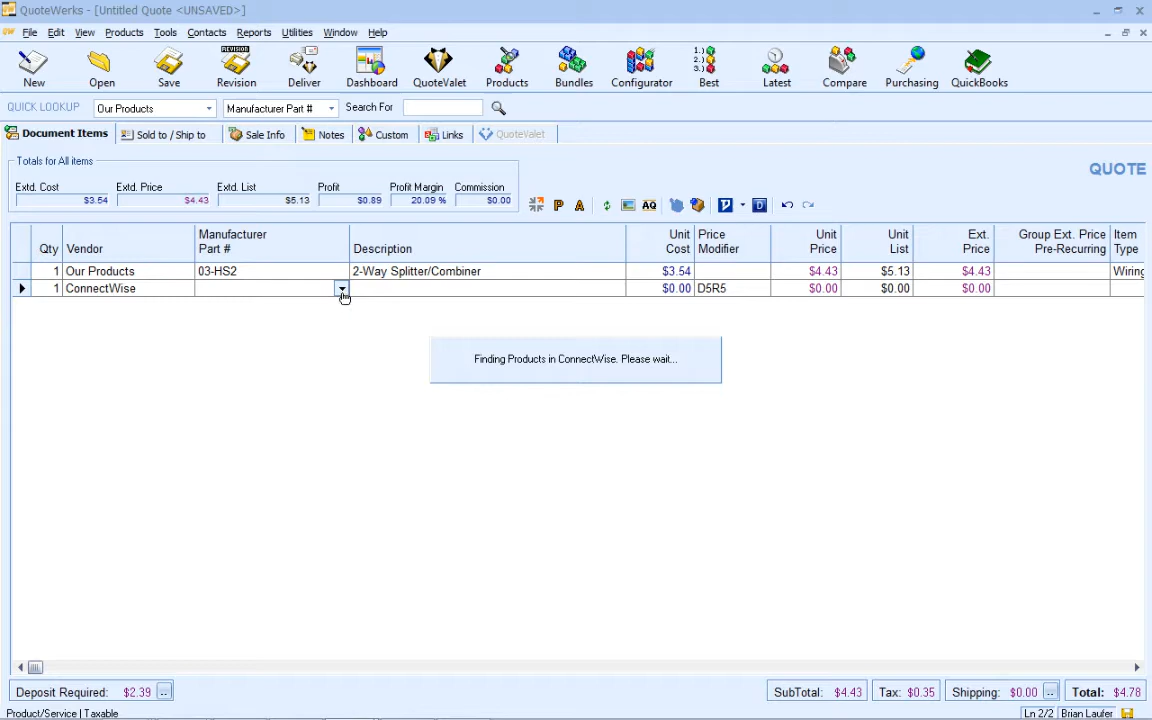 QuoteWerks - [Untitled Quote <UNSAVED>]
File Edit View Products Tools Contacts Reports Utilities Window Help
REVISION
1.)
2.)
3.)
New Open Save Revision Deliver Dashboard QuoteValet Products Bundles Configurator Best Latest Compare Purchasing QuickBooks
QUICK LOOKUP Our Products Manufacturer Part # Search For
Document Items Sold to / Ship to Sale Info Notes Custom Links QuoteValet
Totals for All items
QUOTE
Extd. Cost Extd. Price Extd. List Profit Profit Margin Commission
$3.54 $4.43 $5.13 $0.89 20.09 % $0.00
P A AQ D
Manufacturer Unit Price Unit Unit Ext. Group Ext. Price Item
Qty Vendor Part # Description Cost Modifier Price List Price Pre-Recurring Type
1 Our Products 03-HS2 2-Way Splitter/Combiner $3.54 $4.43 $5.13 $4.43 Wiring
1 ConnectWise $0.00 D5R5 $0.00 $0.00 $0.00
Finding Products in ConnectWise. Please wait...
Deposit Required: $2.39 ... SubTotal: $4.43 Tax: $0.35 Shipping: $0.00 ... Total: $4.78
Product/Service | Taxable Ln 2/2 Brian Laufer